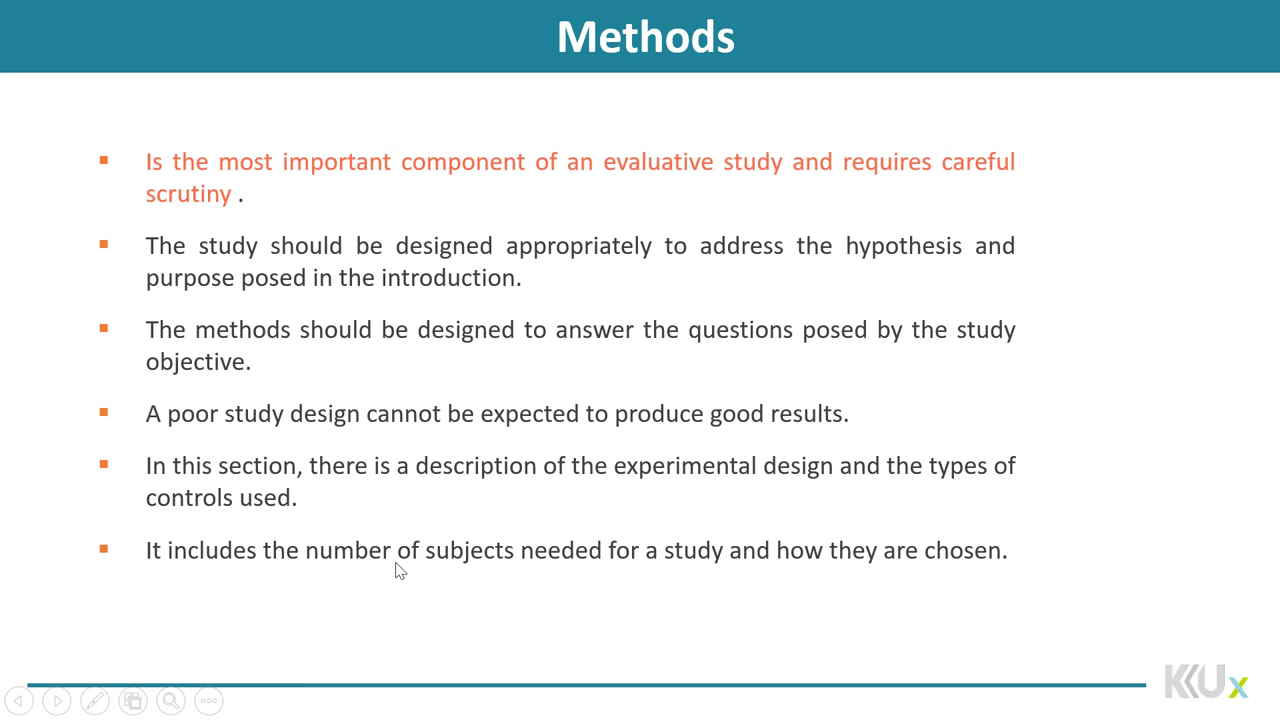 Methods
Is the most important component of an evaluative study and requires careful
scrutiny .
The study should be designed appropriately to address the hypothesis and
purpose posed in the introduction.
The methods should be designed to answer the questions posed by the study
objective.
A poor study design cannot be expected to produce good results.
In this section, there is a description of the experimental design and the types of
controls used.
It includes the number of subjects needed for a study and how they are chosen.
KKUx